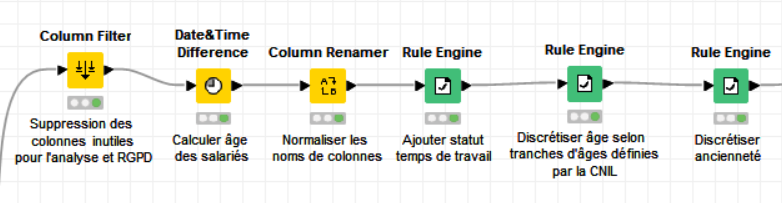 Column Filter
Suppression des
colonnes inutiles
pour l'analyse et RGPD
Date&Time
Difference
Calculer âge
des salariés
Column Renamer
Normaliser les
noms de colonnes
Rule Engine
Ajouter statut
temps de travail
Rule Engine
Discrétiser âge selon
tranches d'âges définies
par la CNIL
Rule Engine
Discrétiser
ancienneté